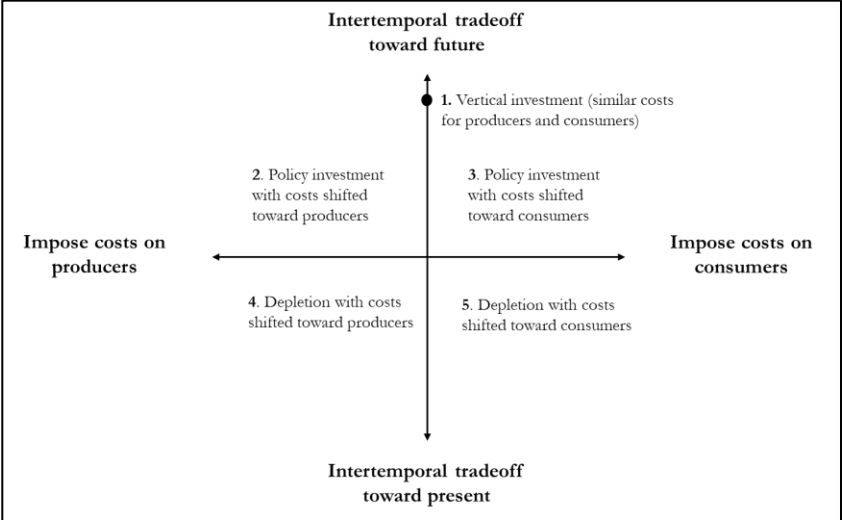 Intertemporal tradeoff
toward future
1. Vertical investment (similar costs
for producers and consumers)
2. Policy investment
with costs shifted
toward producers
3. Policy investment
with costs shifted
toward consumers
Impose costs on
producers
Impose costs on
consumers
4. Depletion with costs
shifted toward producers
5. Depletion with costs
shifted toward consumers
Intertemporal tradeoff
toward present